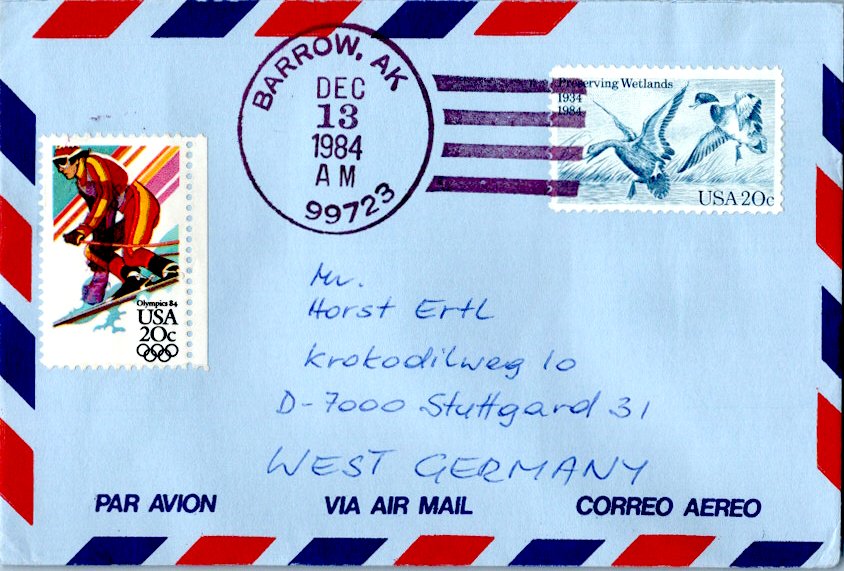 BARROW, AK
DEC
13
1984
AM
99723
Preserving Wetlands
1934
1984
USA 20c
Olympics 84
USA
20c
Mr.
Horst Ertl
Krokodilweg 10
D-7000 Stuttgard 31
WEST GERMANY
PAR AVION
VIA AIR MAIL
CORREO AEREO